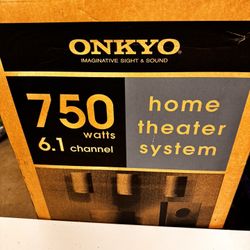 ONKYO
IMAGINATIVE SIGHT & SOUND
750
watts
6.1 channel
home
theater
system